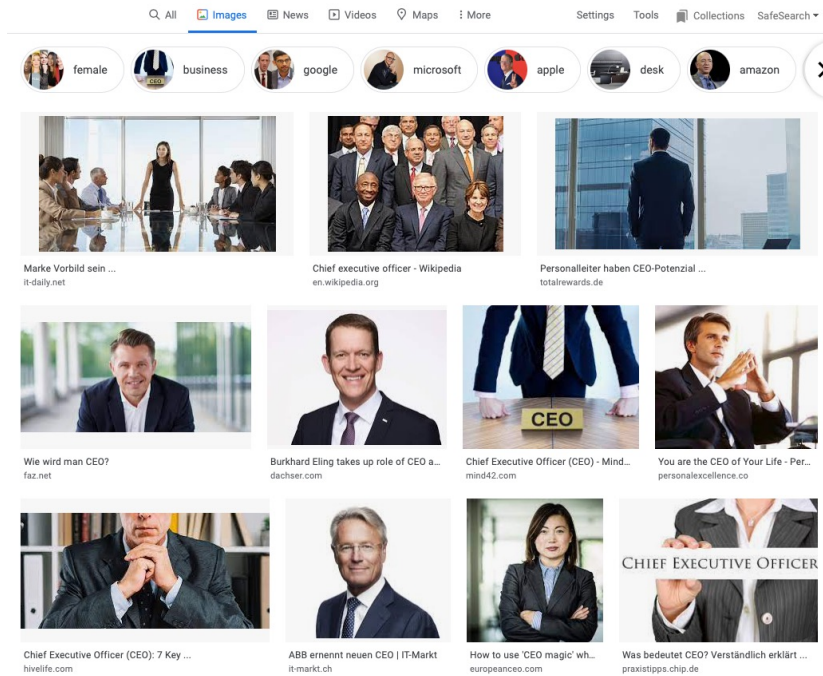 All Images News Videos Maps More Settings Tools Collections SafeSearch
female business google microsoft apple desk amazon
CEO
Marke Vorbild sein ...
it-daily.net
Chief executive officer - Wikipedia
en.wikipedia.org
Personalleiter haben CEO-Potenzial ...
totalrewards.de
CEO
Wie wird man CEO?
faz.net
Burkhard Eling takes up role of CEO a...
dachser.com
Chief Executive Officer (CEO) - Mind...
mind42.com
You are the CEO of Your Life - Per...
personalexcellence.co
CHIEF EXECUTIVE OFFICER
Chief Executive Officer (CEO): 7 Key ...
hivelife.com
ABB ernennt neuen CEO | IT-Markt
it-markt.ch
How to use 'CEO magic' wh...
europeanceo.com
Was bedeutet CEO? Verständlich erklärt ...
praxistipps.chip.de